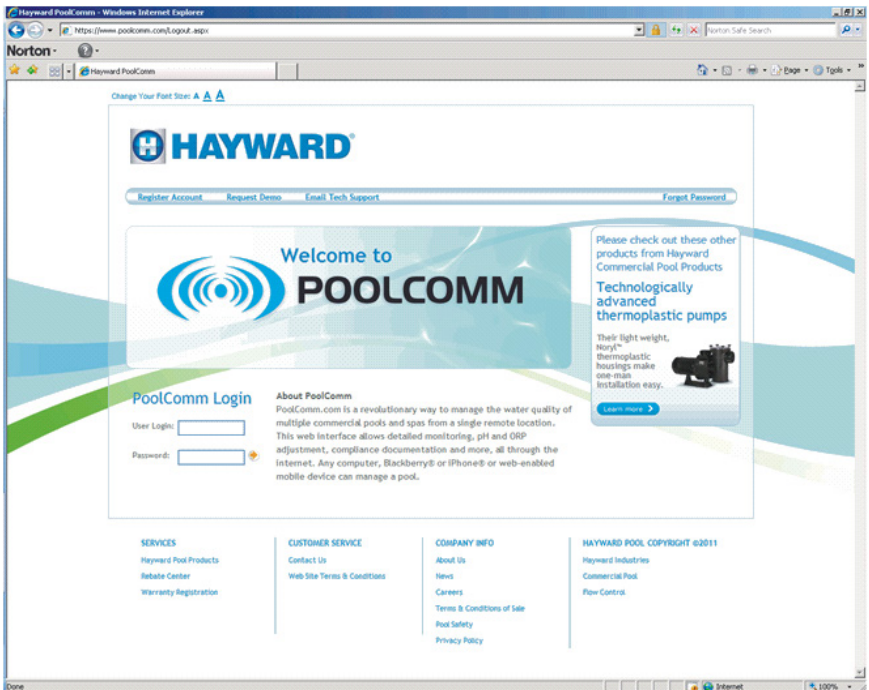 Hayward PoolComm - Windows Internet Explorer
https://www.poolcomm.com/Logout.aspx
Norton Safe Search
Norton
Hayward PoolComm
Page
Tools
Change Your Font Size: A A A
HAYWARD
Register Account Request Demo Email Tech Support Forgot Password
Welcome to
POOLCOMM
Please check out these other
products from Hayward
Commercial Pool Products
Technologically
advanced
thermoplastic pumps
Their light weight,
Noryl™
thermoplastic
housings make
one-man
installation easy.
Learn more
PoolComm Login
User Login:
Password:
About PoolComm
PoolComm.com is a revolutionary way to manage the water quality of
multiple commercial pools and spas from a single remote location.
This web interface allows detailed monitoring, pH and ORP
adjustment, compliance documentation and more, all through the
internet. Any computer, Blackberry® or iPhone® or web-enabled
mobile device can manage a pool.
SERVICES
Hayward Pool Products
Rebate Center
Warranty Registration
CUSTOMER SERVICE
Contact Us
Web Site Terms & Conditions
COMPANY INFO
About Us
News
Careers
Terms & Conditions of Sale
Pool Safety
Privacy Policy
HAYWARD POOL COPYRIGHT ©2011
Hayward Industries
Commercial Pool
Flow Control
Done
Internet
100%